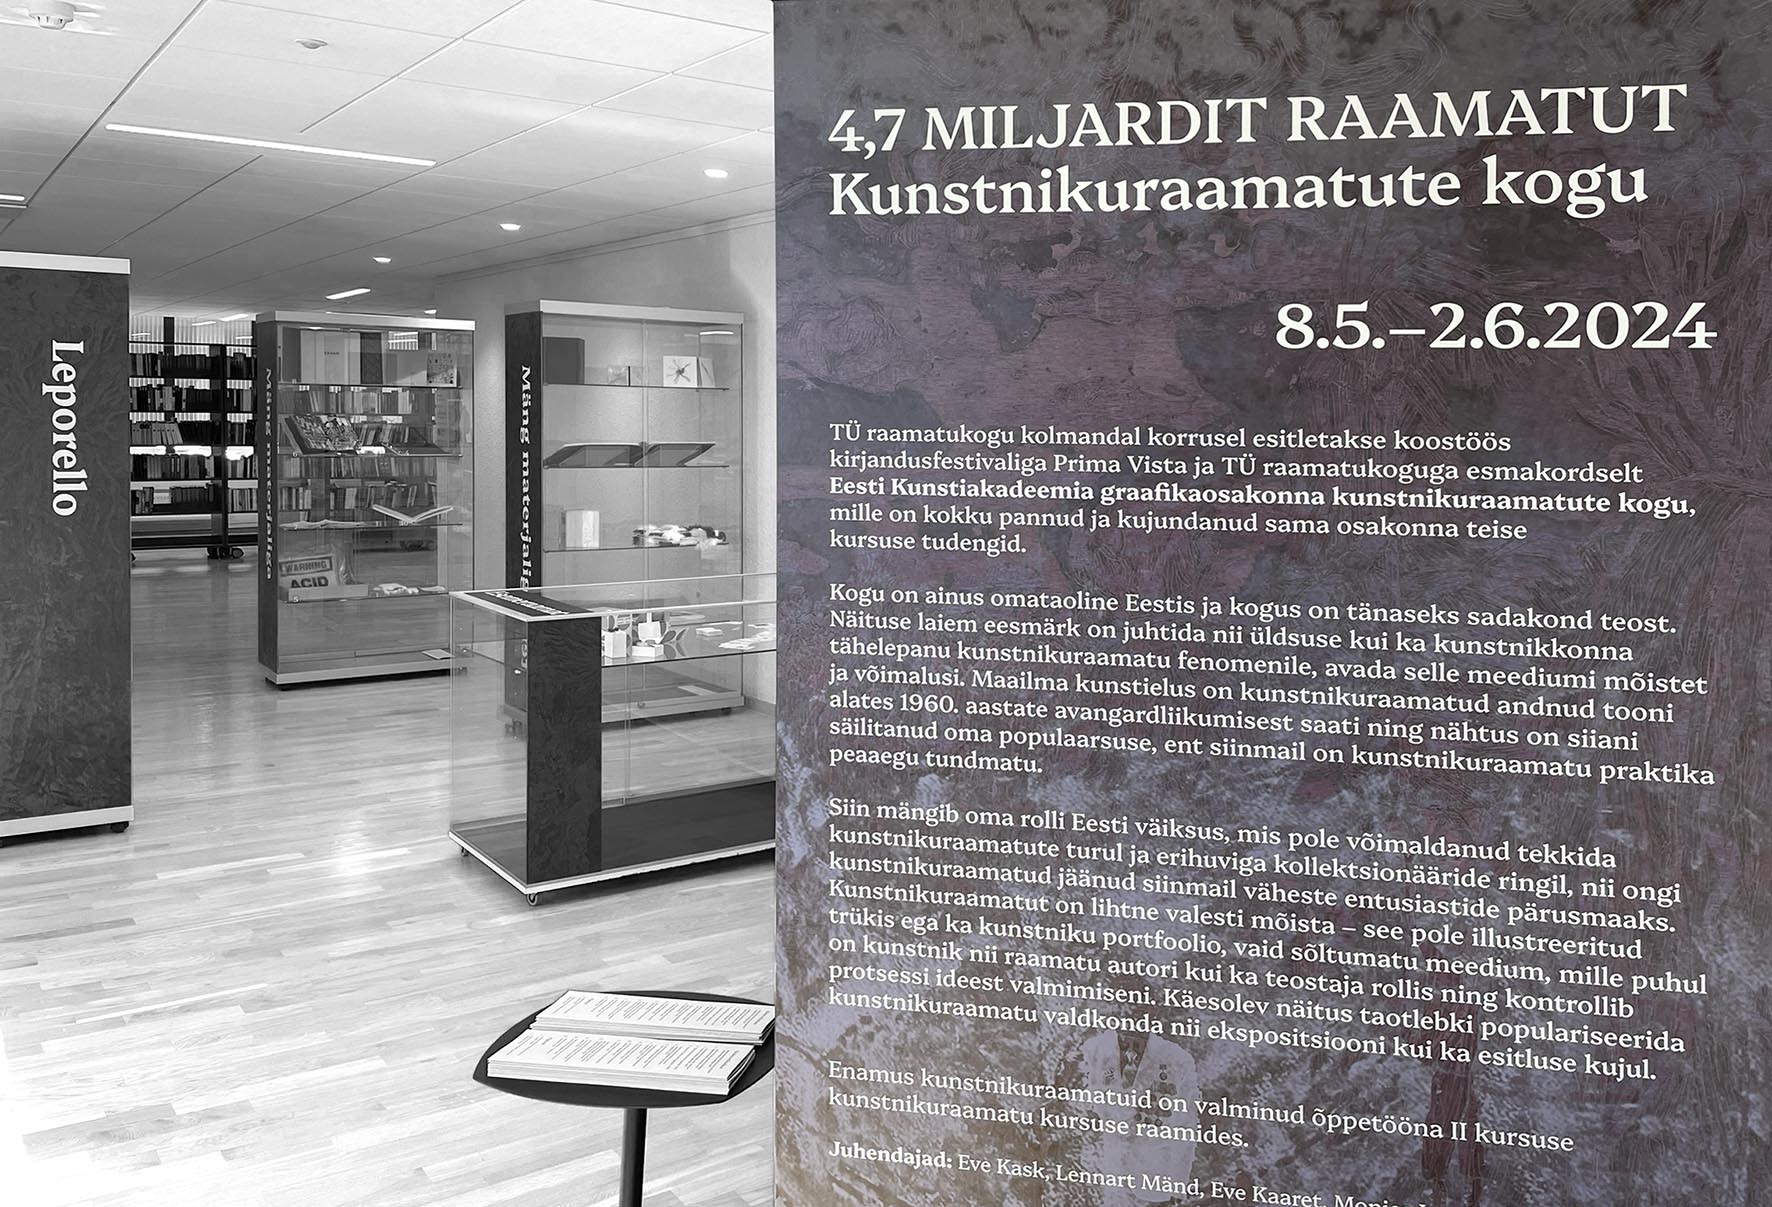 4,7 MILJARDIT RAAMATUT
Kunstnikuraamatute kogu
8.5.–2.6.2024
TÜ raamatukogu kolmandal korrusel esitletakse koostöös
kirjandusfestivaliga Prima Vista ja TÜ raamatukoguga esmakordselt
Eesti Kunstiakadeemia graafikaosakonna kunstnikuraamatute kogu,
mille on kokku pannud ja kujundanud sama osakonna teise
kursuse tudengid.
Kogu on ainus omataoline Eestis ja kogus on tänaseks sadakond teost.
Näituse laiem eesmärk on juhtida nii üldsuse kui ka kunstnikkonna
tähelepanu kunstnikuraamatu fenomenile, avada selle meediumi mõistet
ja võimalusi. Maailma kunstielus on kunstnikuraamatud andnud tooni
alates 1960. aastate avangardliikumisest saati ning nähtus on siiani
säilitanud oma populaarsuse, ent siinmail on kunstnikuraamatu praktika
peaaegu tundmatu.
Siin mängib oma rolli Eesti väiksus, mis pole võimaldanud tekkida
kunstnikuraamatute turul ja erihuviga kollektsionääride ringil, nii ongi
kunstnikuraamatud jäänud siinmail väheste entusiastide pärusmaaks.
Kunstnikuraamatut on lihtne valesti mõista – see pole illustreeritud
trükis ega ka kunstniku portfoolio, vaid sõltumatu meedium, mille puhul
on kunstnik nii raamatu autori kui ka teostaja rollis ning kontrollib
protsessi ideest valmimiseni. Käesolev näitus taotlebki populariseerida
kunstnikuraamatu valdkonda nii ekspositsiooni kui ka esitluse kujul.
Enamus kunstnikuraamatuid on valminud õppetööna II kursuse
kunstnikuraamatu kursuse raamides.
Juhendajad: Eve Kask, Lennart Mänd, Eve Kaaret,
Leporello
Mäng materjaliga
Mäng materjalig
WARNING
ACID